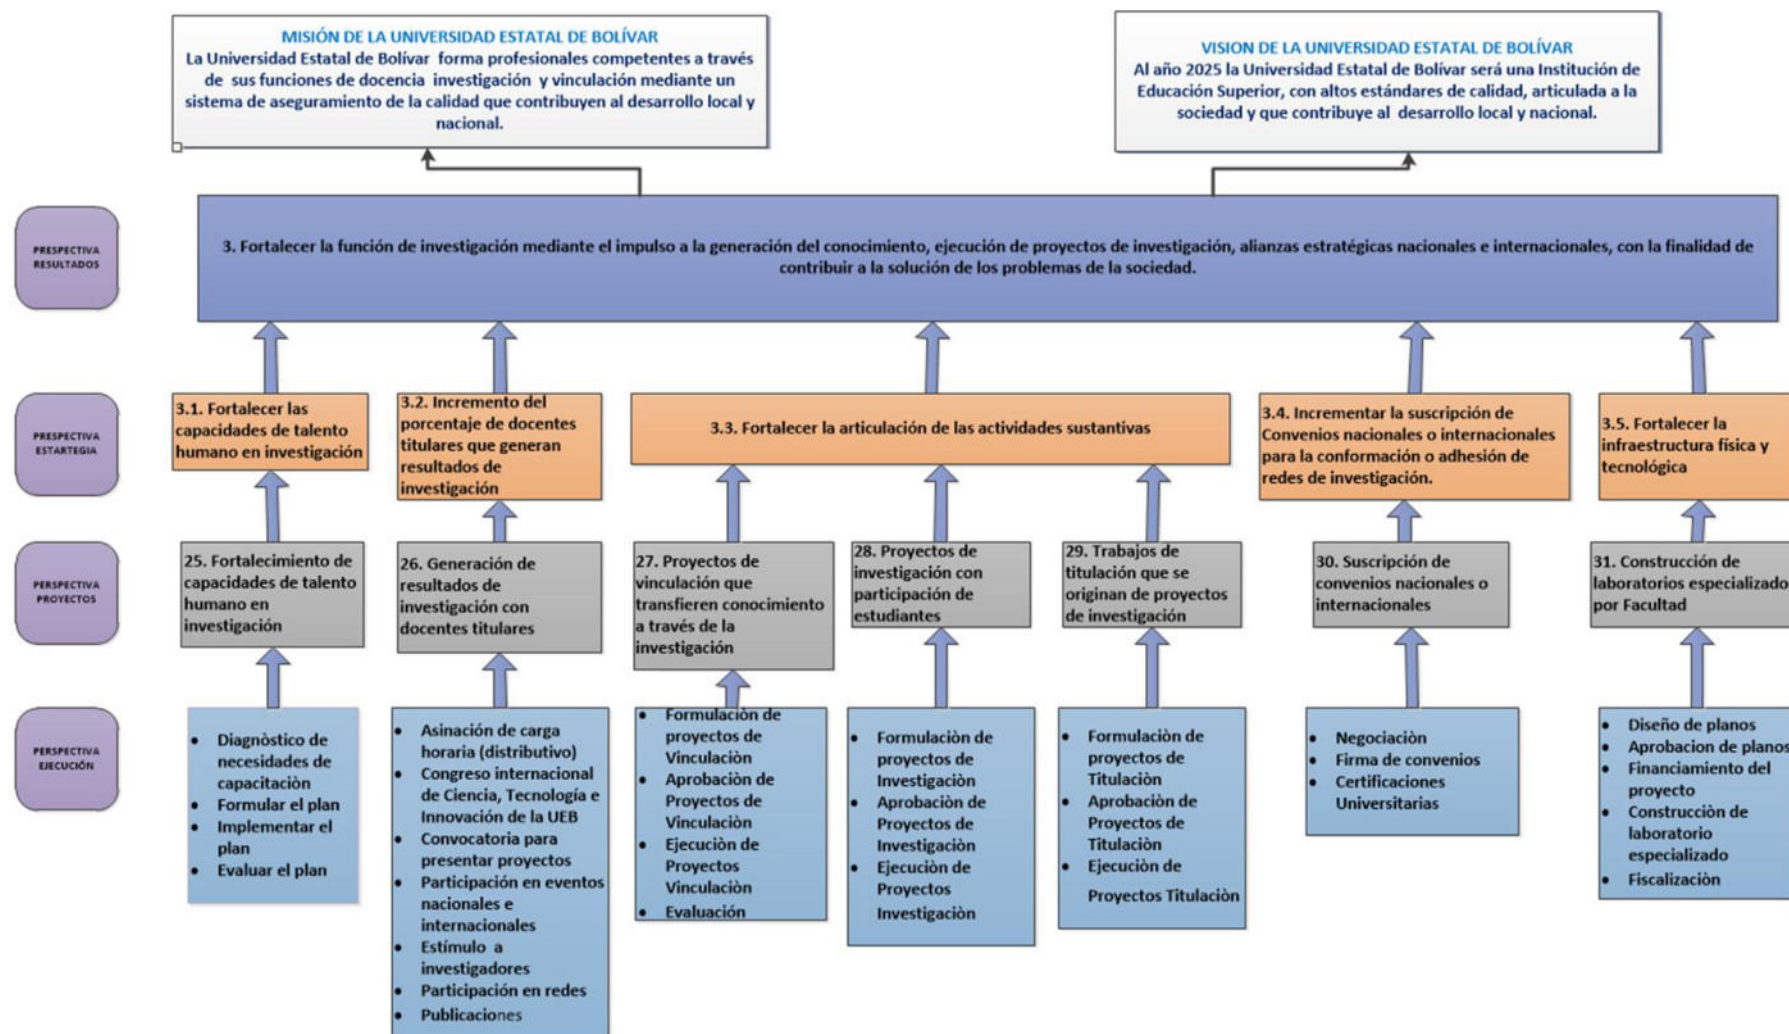 MISIÓN DE LA UNIVERSIDAD ESTATAL DE BOLÍVAR
La Universidad Estatal de Bolívar forma profesionales competentes a través
de sus funciones de docencia investigación y vinculación mediante un
sistema de aseguramiento de la calidad que contribuyen al desarrollo local y
nacional.
VISION DE LA UNIVERSIDAD ESTATAL DE BOLÍVAR
Al año 2025 la Universidad Estatal de Bolívar será una Institución de
Educación Superior, con altos estándares de calidad, articulada a la
sociedad y que contribuye al desarrollo local y nacional.
PRESPECTIVA
RESULTADOS
3. Fortalecer la función de investigación mediante el impulso a la generación del conocimiento, ejecución de proyectos de investigación, alianzas estratégicas nacionales e internacionales, con la finalidad de
contribuir a la solución de los problemas de la sociedad.
PRESPECTIVA
ESTARTEGIA
3.1. Fortalecer las
capacidades de talento
humano en investigación
3.2. Incremento del
porcentaje de docentes
titulares que generan
resultados de
investigación
3.3. Fortalecer la articulación de las actividades sustantivas
3.4. Incrementar la suscripción de
Convenios nacionales o internacionales
para la conformación o adhesión de
redes de investigación.
3.5. Fortalecer la
infraestructura física y
tecnológica
PERSPECTIVA
PROYECTOS
25. Fortalecimiento de
capacidades de talento
humano en
investigación
26. Generación de
resultados de
investigación con
docentes titulares
27. Proyectos de
vinculación que
transfieren conocimiento
a través de la
investigación
28. Proyectos de
investigación con
participación de
estudiantes
29. Trabajos de
titulación que se
originan de proyectos
de investigación
30. Suscripción de
convenios nacionales o
internacionales
31. Construcción de
laboratorios especializado
por Facultad
PERSPECTIVA
EJECUCIÓN
• Diagnòstico de
necesidades de
capacitaciòn
• Formular el plan
• Implementar el
plan
• Evaluar el plan
• Asinación de carga
horaria (distributivo)
• Congreso internacional
de Ciencia, Tecnología e
Innovación de la UEB
• Convocatoria para
presentar proyectos
• Participación en eventos
nacionales e
internacionales
• Estímulo a
investigadores
• Participación en redes
• Publicaciones
• Formulaciòn de
proyectos de
Vinculaciòn
• Aprobaciòn de
Proyectos de
Vinculaciòn
• Ejecuciòn de
Proyectos
Vinculaciòn
• Evaluación
• Formulaciòn de
proyectos de
Investigaciòn
• Aprobaciòn de
Proyectos de
Investigaciòn
• Ejecuciòn de
Proyectos
Investigaciòn
• Formulaciòn de
proyectos de
Titulaciòn
• Aprobaciòn de
Proyectos de
Titulaciòn
• Ejecuciòn de
Proyectos Titulaciòn
• Negociaciòn
• Firma de convenios
• Certificaciones
Universitarias
• Diseño de planos
• Aprobacion de planos
• Financiamiento del
proyecto
• Construcciòn de
laboratorio
especializado
• Fiscalizaciòn